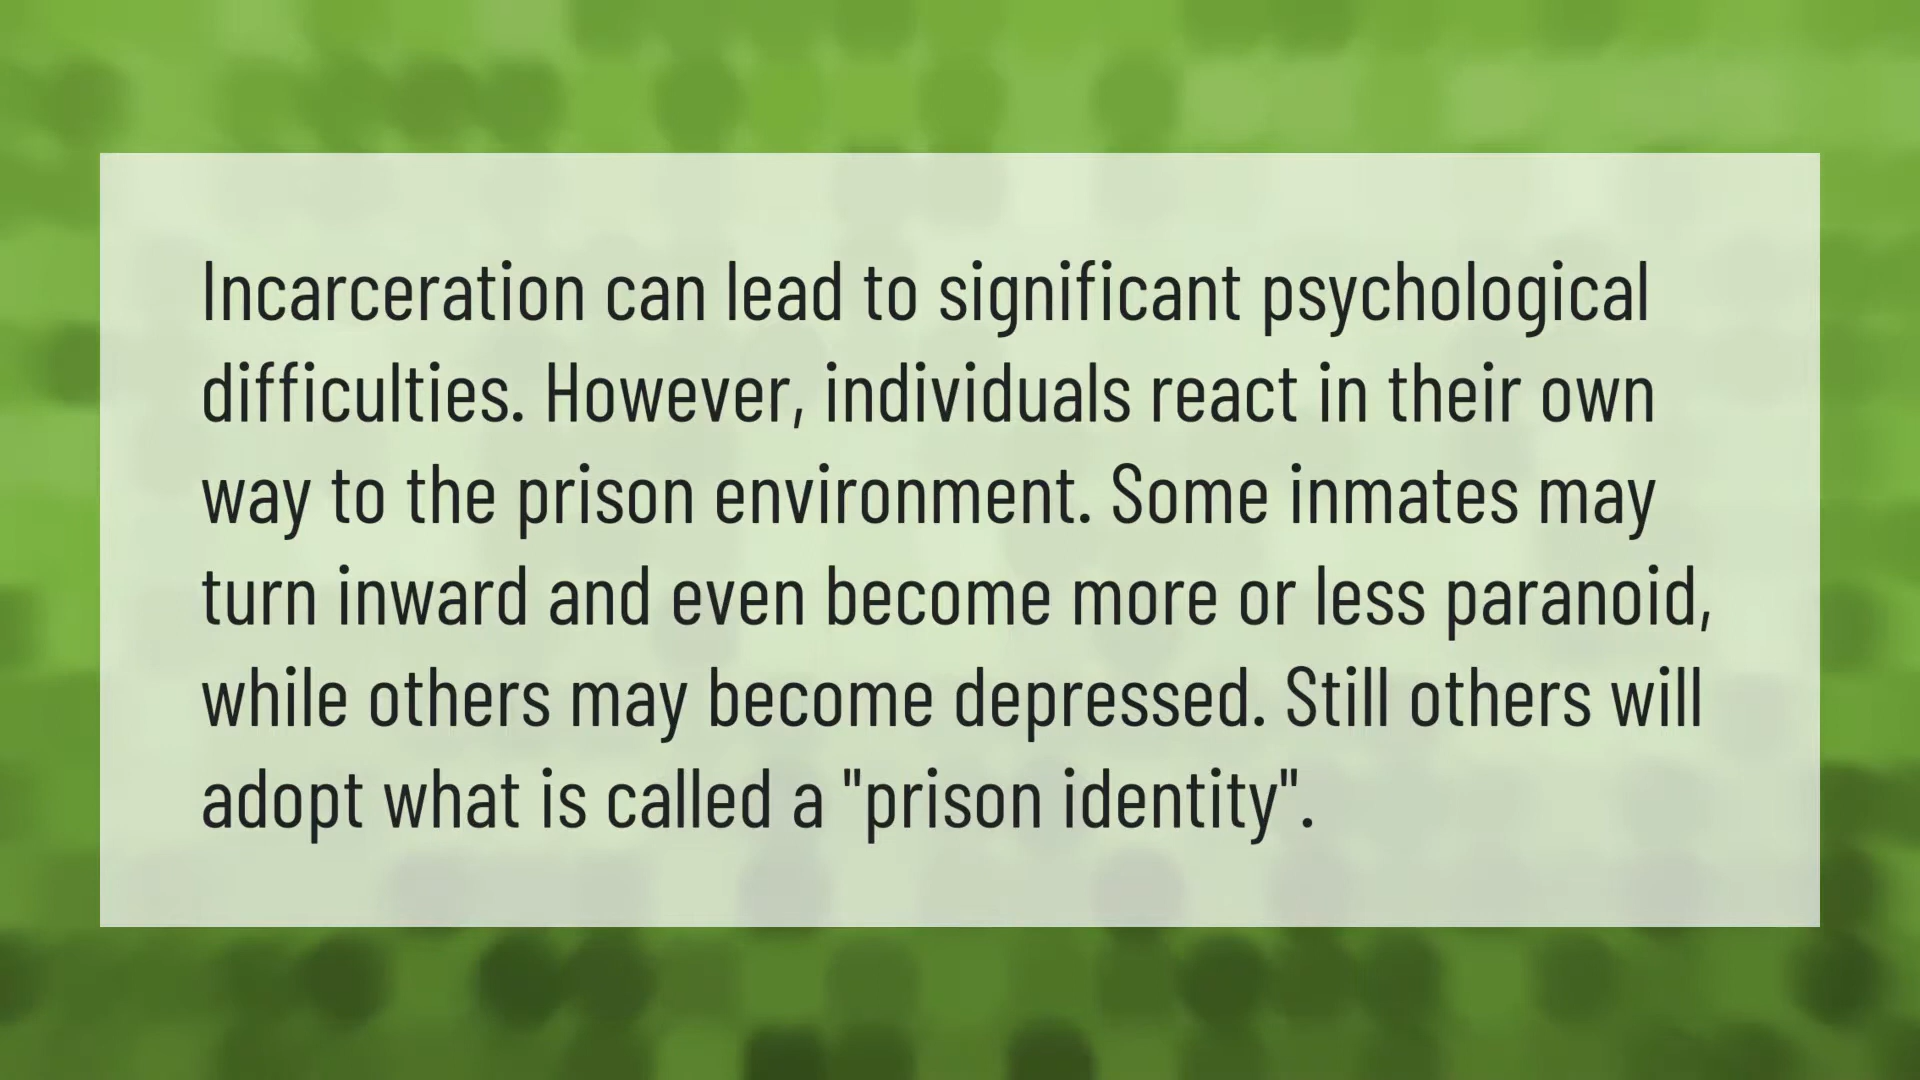 Incarceration can lead to significant psychological
difficulties. However, individuals react in their own
way to the prison environment. Some inmates may
turn inward and even become more or less paranoid,
while others may become depressed. Still others will
adopt what is called a "prison identity".